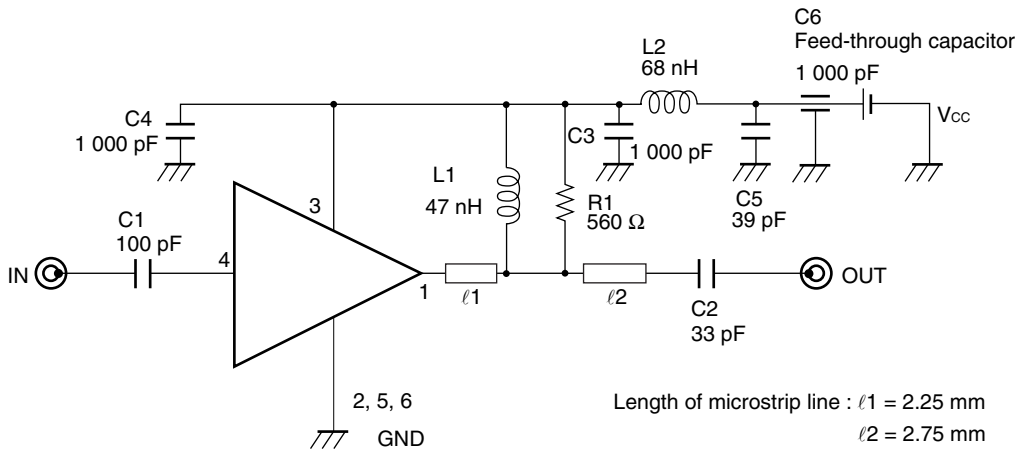 C6
Feed-through capacitor
1 000 pF
L2
68 nH
VCC
C4
1 000 pF
C3
1 000 pF
C5
39 pF
L1
47 nH
R1
560 Ω
3
C1
100 pF
4
IN
1
ℓ1
ℓ2
C2
33 pF
OUT
2, 5, 6
GND
Length of microstrip line : ℓ1 = 2.25 mm
ℓ2 = 2.75 mm